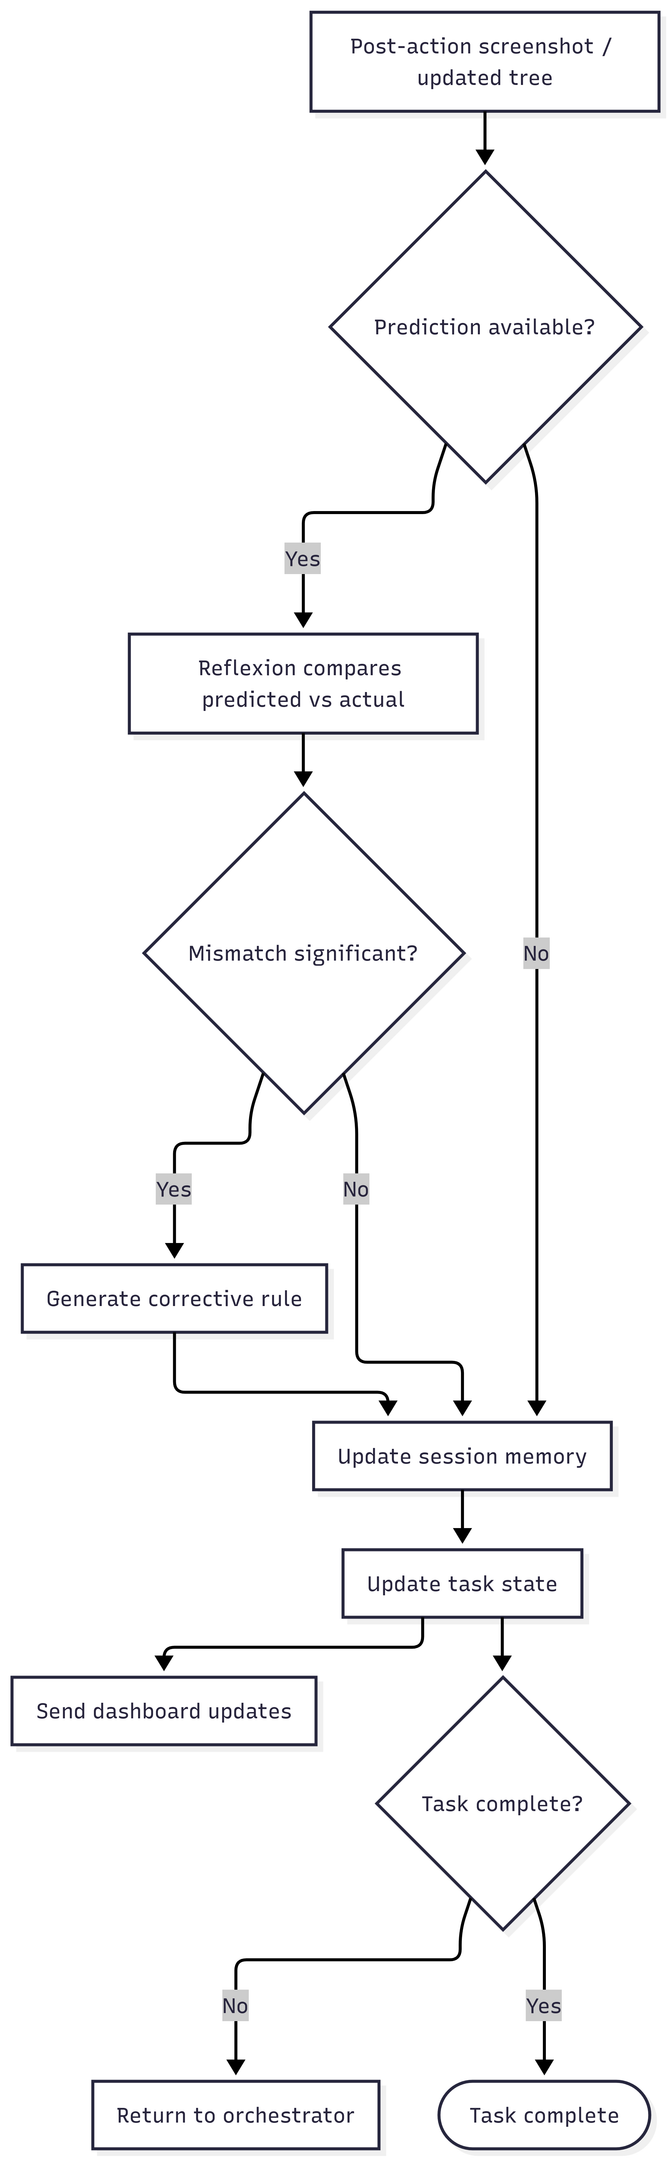 Post-action screenshot /
updated tree
Prediction available?
Yes
Reflexion compares
predicted vs actual
Mismatch significant?
No
Yes
No
Generate corrective rule
Update session memory
Update task state
Send dashboard updates
Task complete?
No
Yes
Return to orchestrator
Task complete